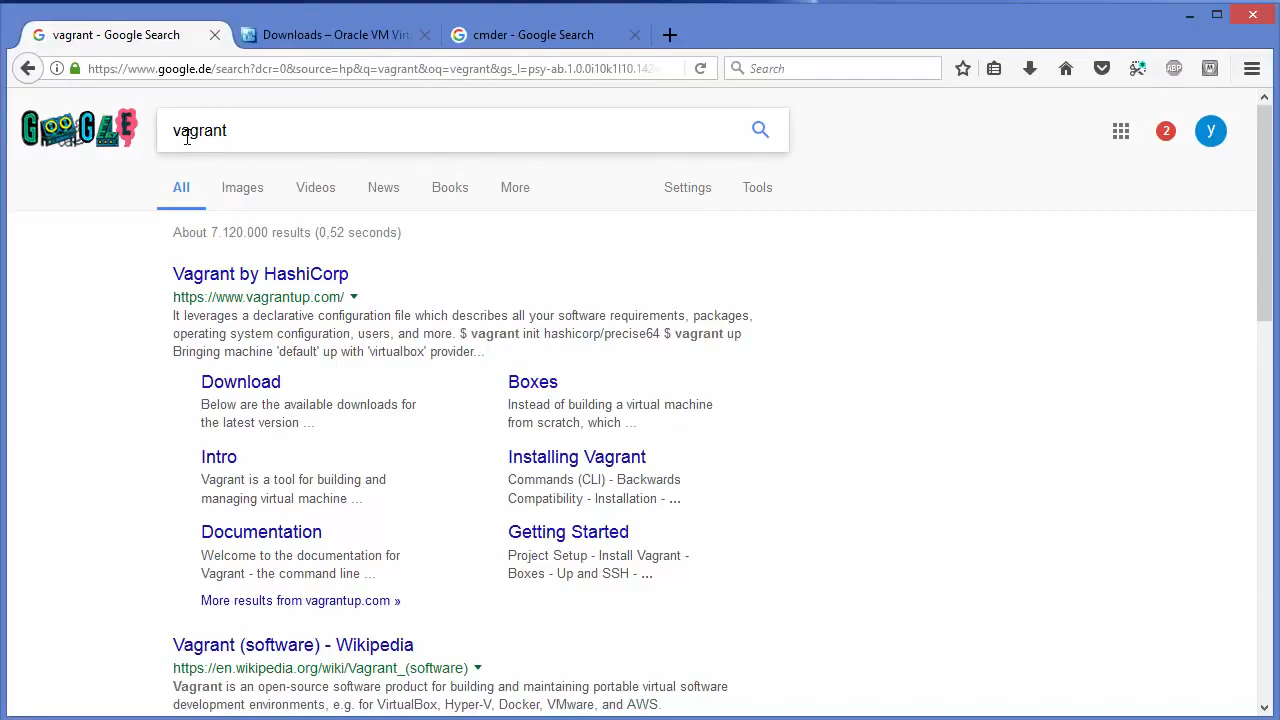 vagrant - Google Search
Downloads – Oracle VM Virt
cmder - Google Search
https://www.google.de/search?dcr=0&source=hp&q=vagrant&oq=vegrant&gs_l=psy-ab.1.0.0i10k1l10.142
Search
ABP
M
GOOGLE
vagrant
2
y
All
Images
Videos
News
Books
More
Settings
Tools
About 7.120.000 results (0,52 seconds)
Vagrant by HashiCorp
https://www.vagrantup.com/
It leverages a declarative configuration file which describes all your software requirements, packages,
operating system configuration, users, and more. $ vagrant init hashicorp/precise64 $ vagrant up
Bringing machine 'default' up with 'virtualbox' provider...
Download
Below are the available downloads for
the latest version ...
Boxes
Instead of building a virtual machine
from scratch, which ...
Intro
Vagrant is a tool for building and
managing virtual machine ...
Installing Vagrant
Commands (CLI) - Backwards
Compatibility - Installation - ...
Documentation
Welcome to the documentation for
Vagrant - the command line ...
Getting Started
Project Setup - Install Vagrant -
Boxes - Up and SSH - ...
More results from vagrantup.com »
Vagrant (software) - Wikipedia
https://en.wikipedia.org/wiki/Vagrant_(software)
Vagrant is an open-source software product for building and maintaining portable virtual software
development environments, e.g. for VirtualBox, Hyper-V, Docker, VMware, and AWS.